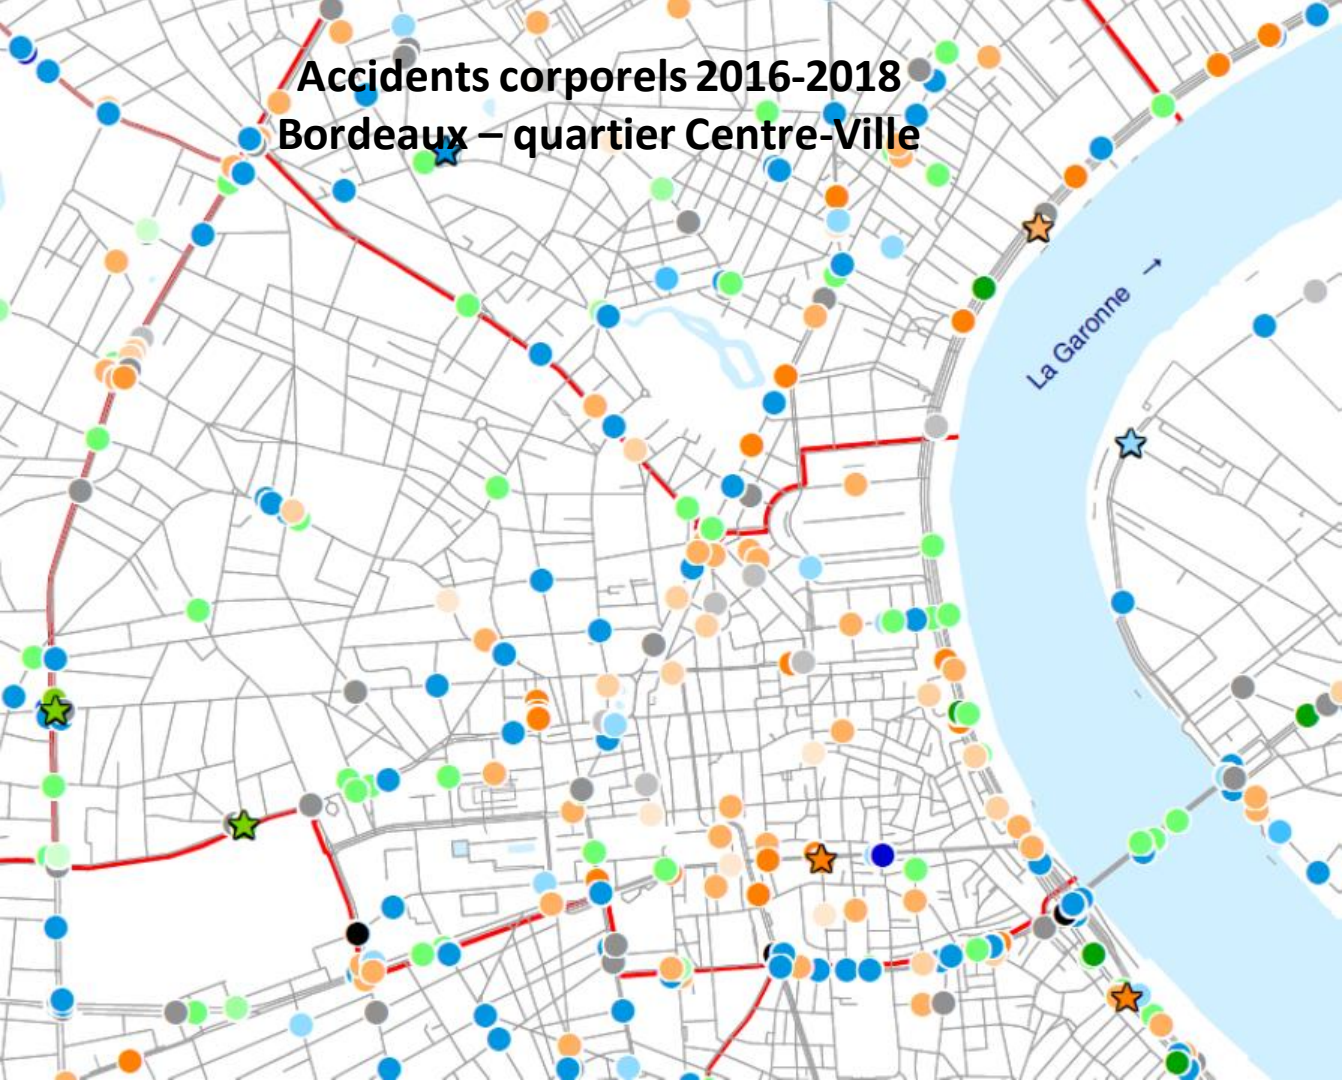 Accidents corporels 2016-2018
Bordeaux – quartier Centre-Ville
La Garonne →